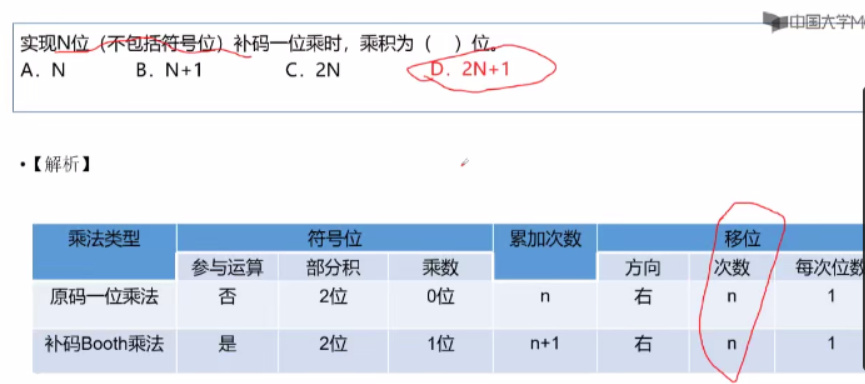 中国大学M
实现N位（不包括符号位）补码一位乘时，乘积为（ ）位。
A. N B. N+1 C. 2N D. 2N+1
•【解析】
乘法类型 符号位 累加次数 移位
参与运算 部分积 乘数 方向 次数 每次位数
原码一位乘法 否 2位 0位 n 右 n 1
补码Booth乘法 是 2位 1位 n+1 右 n 1